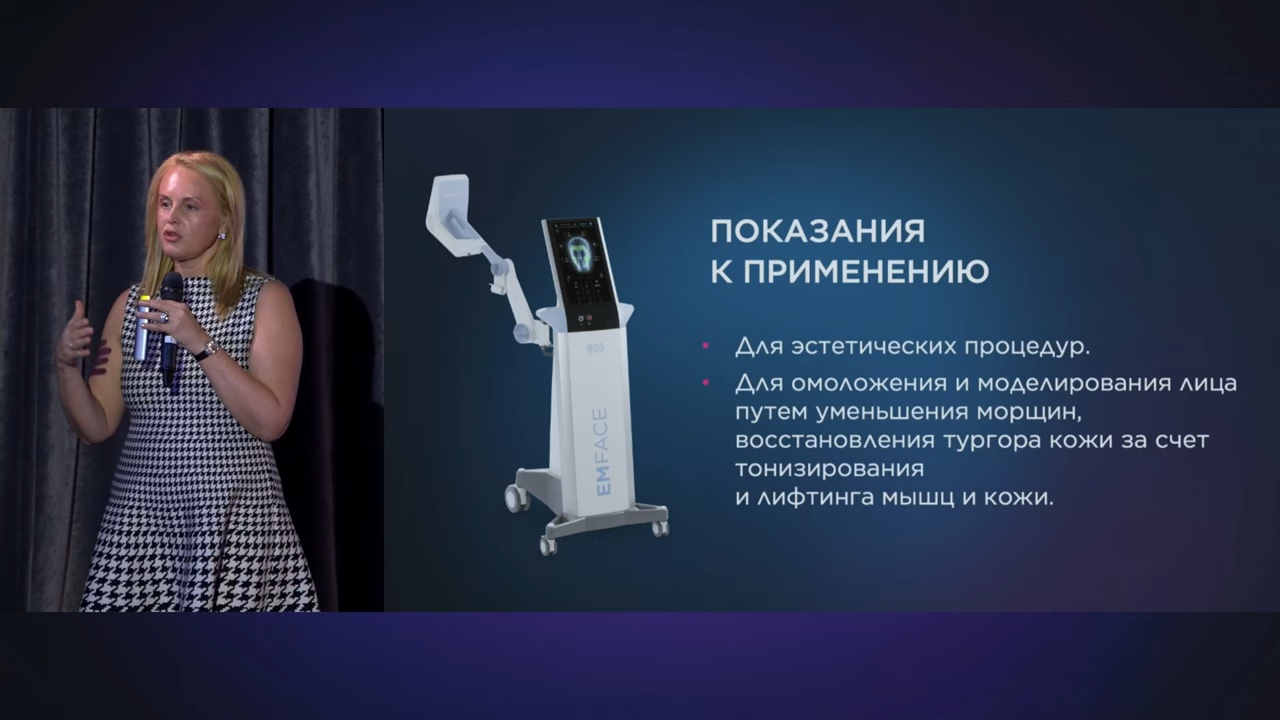 ПОКАЗАНИЯ
К ПРИМЕНЕНИЮ
• Для эстетических процедур.
• Для омоложения и моделирования лица
путем уменьшения морщин,
восстановления тургора кожи за счет
тонизирования
и лифтинга мышц и кожи.
EMFACE